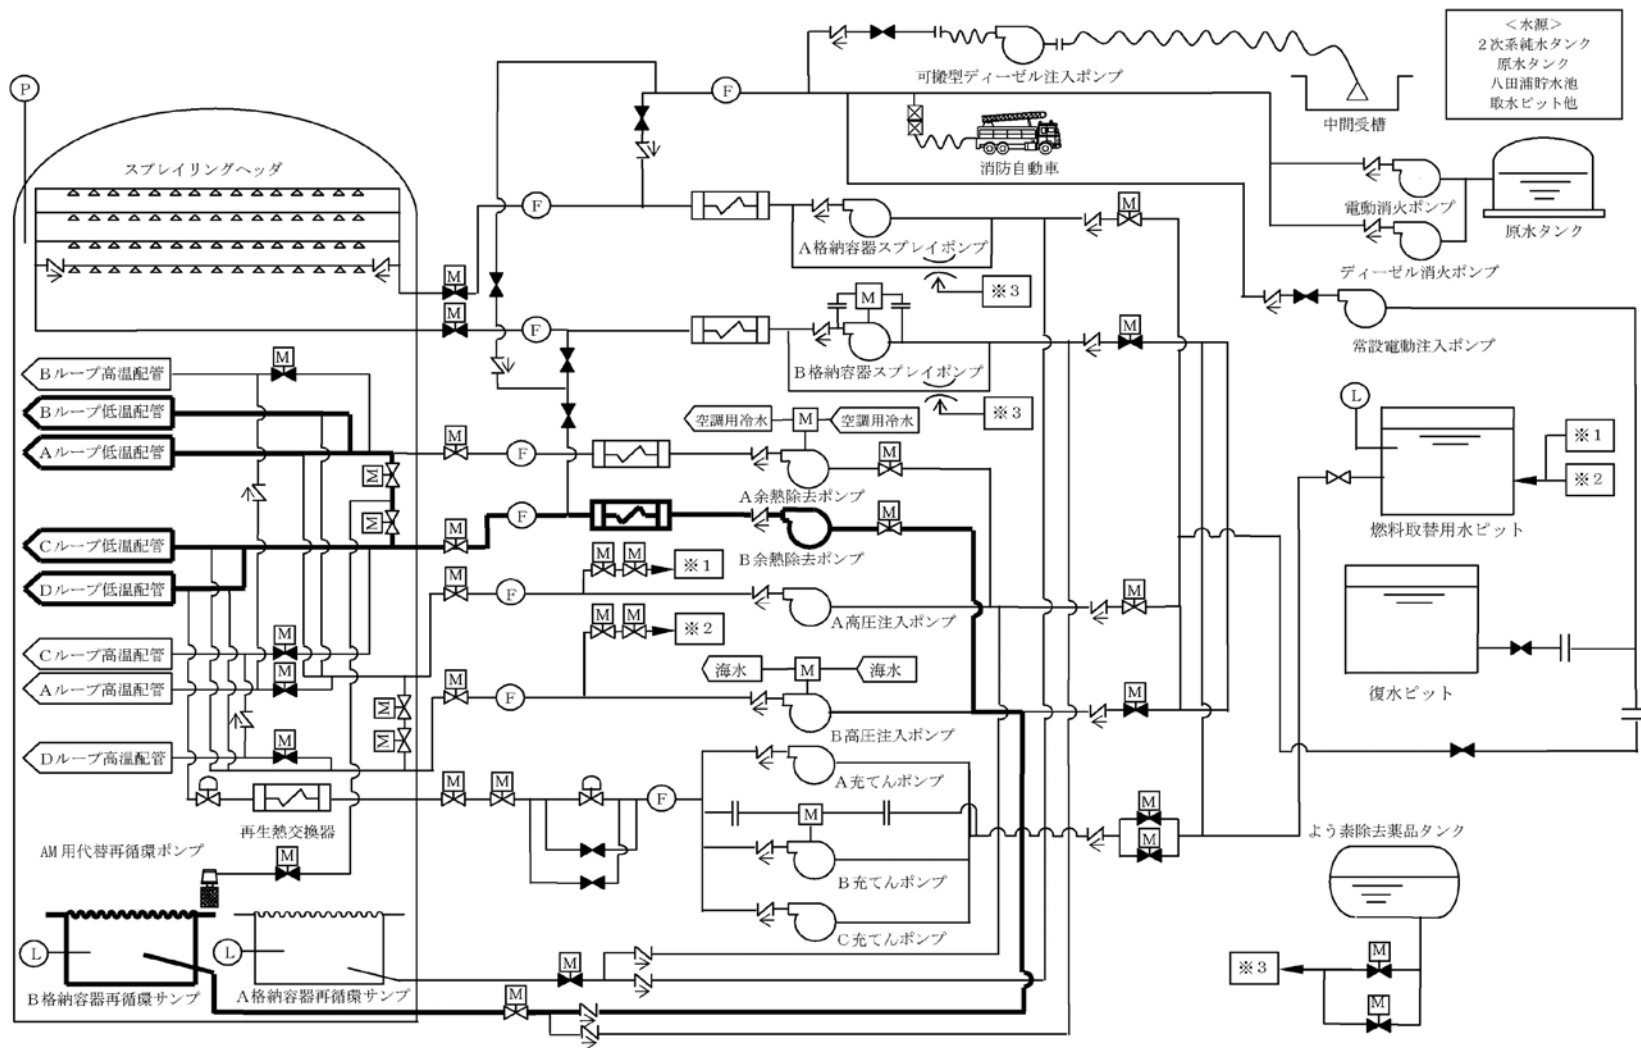 <水源>
2次系純水タンク
原水タンク
八田浦貯水池
取水ピット他
P
可搬型ディーゼル注入ポンプ
中間受槽
F
消防自動車
スプレイリングヘッダ
F
M
電動消火ポンプ
原水タンク
A格納容器スプレイポンプ
ディーゼル消火ポンプ
M
※3
M
F
M
M
常設電動注入ポンプ
B格納容器スプレイポンプ
M
Bループ高温配管
※3
L
Bループ低温配管
空調用冷水
M
空調用冷水
Aループ低温配管
M
F
M
※1
M
A余熱除去ポンプ
※2
M
F
M
燃料取替用水ピット
Cループ低温配管
M
B余熱除去ポンプ
M
M
※1
Dループ低温配管
M
F
M
A高圧注入ポンプ
M
M
※2
Cループ高温配管
M
海水
M
海水
Aループ高温配管
M
M
F
M
復水ピット
M
M
B高圧注入ポンプ
Dループ高温配管
M
A充てんポンプ
M
M
F
M
M
再生熱交換器
よう素除去薬品タンク
AM用代替再循環ポンプ
M
M
B充てんポンプ
C充てんポンプ
L
L
M
※3
M
B格納容器再循環サンプ
A格納容器再循環サンプ
M
M